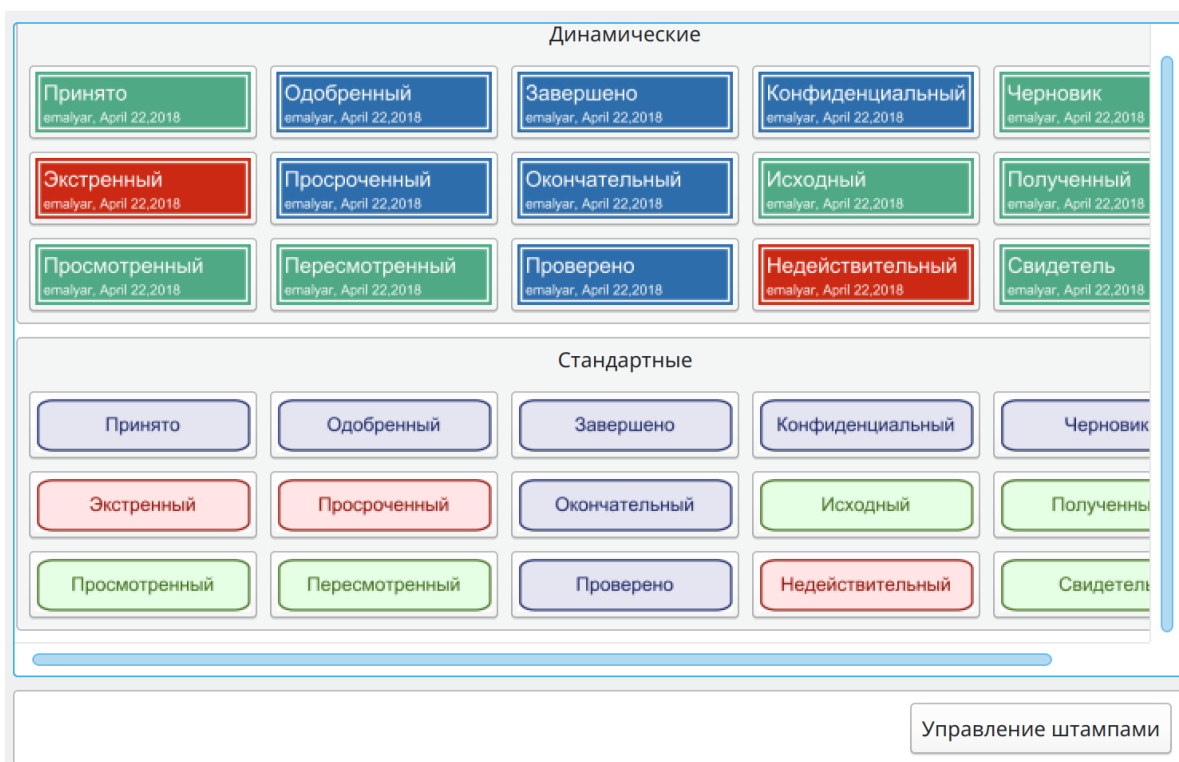 Динамические
Принято
emalyar, April 22,2018
Одобренный
emalyar, April 22,2018
Завершено
emalyar, April 22,2018
Конфиденциальный
emalyar, April 22,2018
Черновик
emalyar, April 22,2018
Экстренный
emalyar, April 22,2018
Просроченный
emalyar, April 22,2018
Окончательный
emalyar, April 22,2018
Исходный
emalyar, April 22,2018
Полученный
emalyar, April 22,2018
Просмотренный
emalyar, April 22,2018
Пересмотренный
emalyar, April 22,2018
Проверено
emalyar, April 22,2018
Недействительный
emalyar, April 22,2018
Свидетель
emalyar, April 22,2018
Стандартные
Принято
Одобренный
Завершено
Конфиденциальный
Черновик
Экстренный
Просроченный
Окончательный
Исходный
Полученны
Просмотренный
Пересмотренный
Проверено
Недействительный
Свидетель
Управление штампами